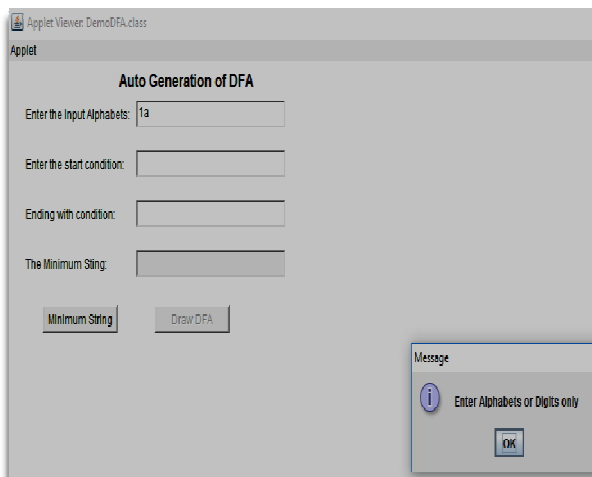 Applet Viewer: DemoDFA.class
Applet
Auto Generation of DFA
Enter the Input Alphabets: 1a
Enter the start condition:
Ending with condition:
The Minimum Sting:
Minimum String Draw DFA
Message
i
Enter Alphabets or Digits only
OK